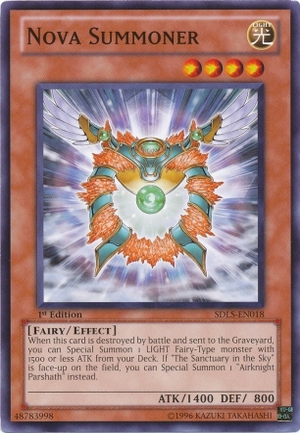 NOVA SUMMONER
LIGHT
光
1st Edition
SDLS-EN018
[FAIRY/EFFECT]
When this card is destroyed by battle and sent to the Graveyard,
you can Special Summon 1 LIGHT Fairy-Type monster with
1500 or less ATK from your Deck. If "The Sanctuary in the Sky"
is face-up on the field, you can Special Summon 1 "Airknight
Parshath" instead.
ATK/1400 DEF/ 800
48783998
©1996 KAZUKI TAKAHASHI